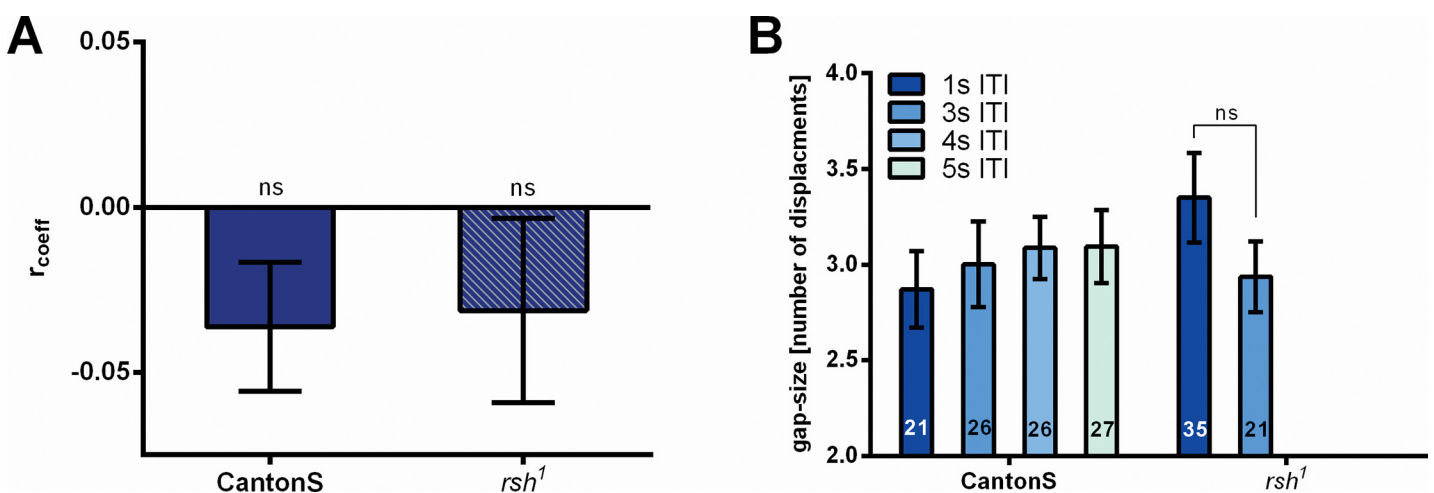 A
0.05
0.00
-0.05
r_coeff
ns
ns
CantonS
rsh¹
B
4.0
3.5
3.0
2.5
2.0
gap-size [number of displacments]
1s ITI
3s ITI
4s ITI
5s ITI
ns
21
26
26
27
35
21
CantonS
rsh¹